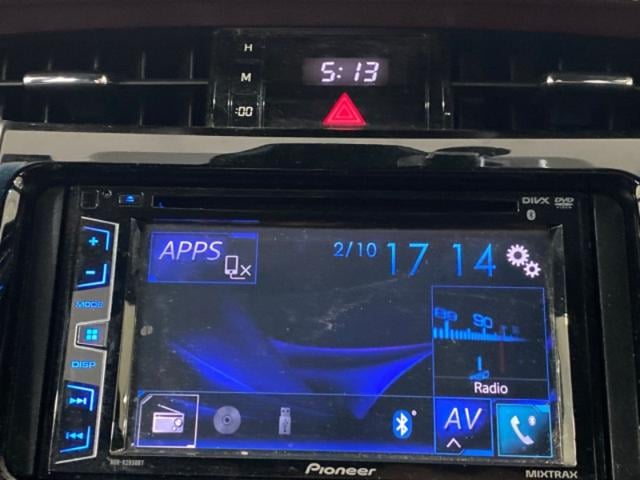 H
M
5:13
:00
DIVX DVD
APPS
2/10 17 14
MODE
DISP
89 90
Radio
AV
Pioneer
MIXTRAX